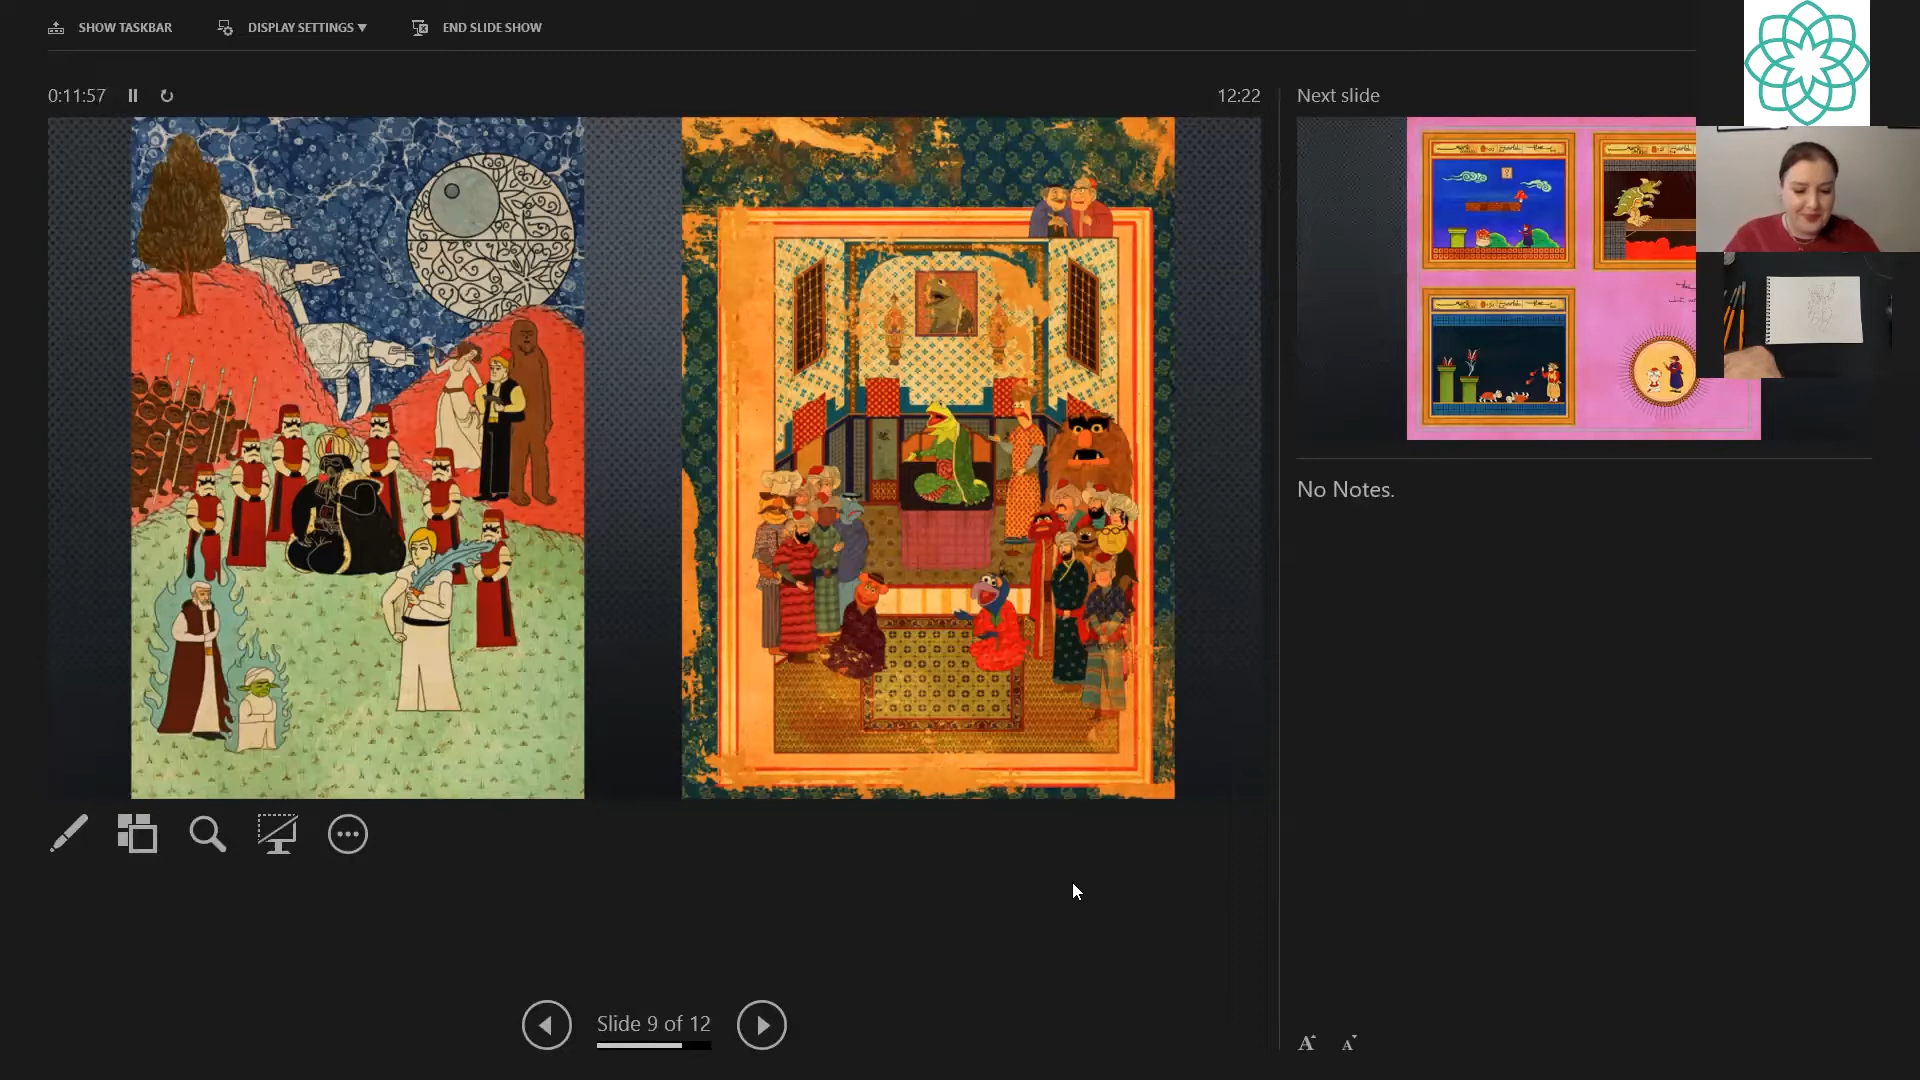 SHOW TASKBAR
DISPLAY SETTINGS ▼
END SLIDE SHOW
0:11:57
12:22
Next slide
?
No Notes.
Slide 9 of 12
A A